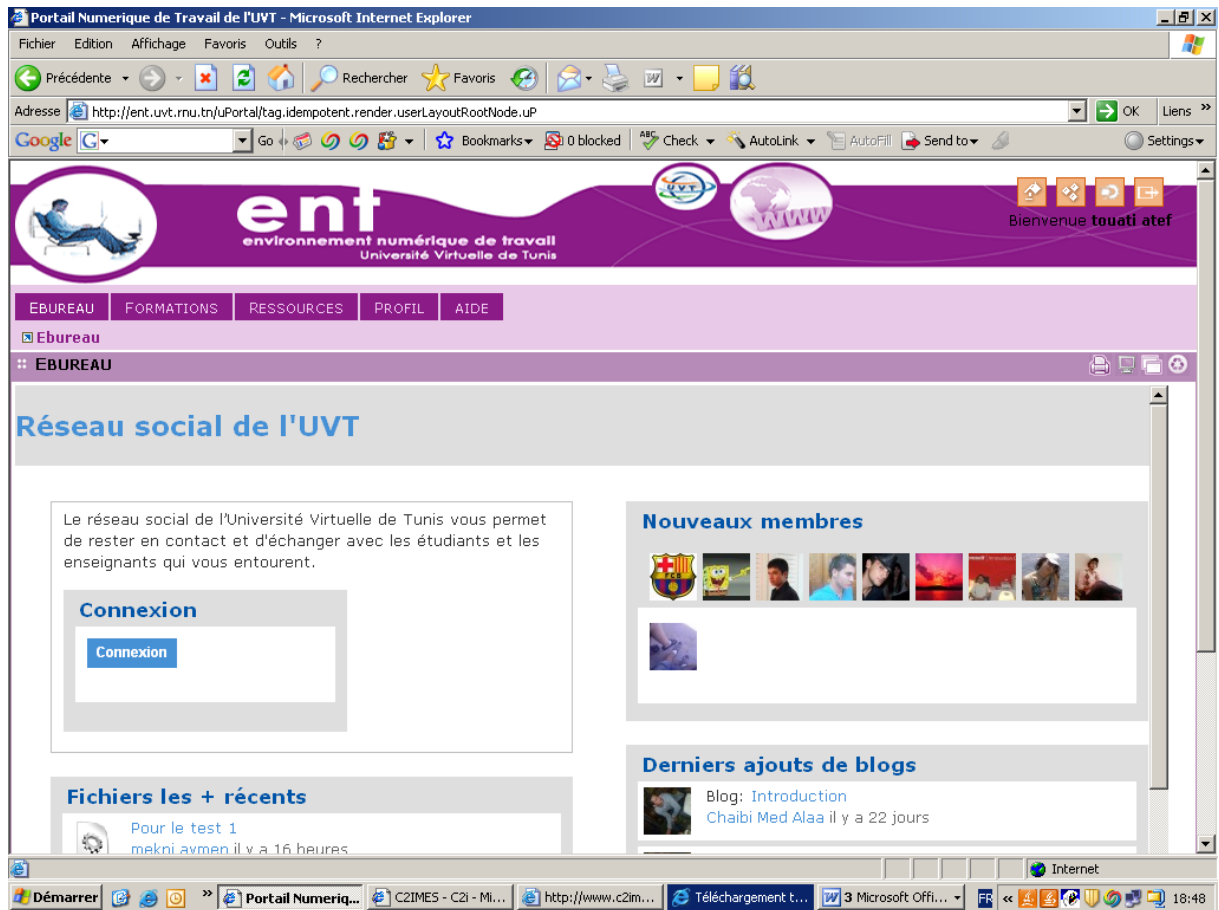 Portail Numerique de Travail de l'UVT - Microsoft Internet Explorer
Fichier Edition Affichage Favoris Outils ?
Précédente Rechercher Favoris
Adresse http://ent.uvt.rnu.tn/uPortal/tag.idempotent.render.userLayoutRootNode.uP OK Liens »
Google G Go Bookmarks 0 blocked ABC Check AutoLink AutoFill Send to Settings
UVT
WWW
ent
environnement numérique de travail
Université Virtuelle de Tunis
Bienvenue touati atef
EBUREAU FORMATIONS RESSOURCES PROFIL AIDE
Ebureau
EBUREAU
Réseau social de l'UVT
Le réseau social de l'Université Virtuelle de Tunis vous permet
de rester en contact et d'échanger avec les étudiants et les
enseignants qui vous entourent.
Connexion
Connexion
Fichiers les + récents
Pour le test 1
mekni aymen il y a 16 heures
Nouveaux membres
FCB
Derniers ajouts de blogs
Blog: Introduction
Chaibi Med Alaa il y a 22 jours
Internet
Démarrer » Portail Numeriq... C2IMES - C2i - Mi... http://www.c2im... Téléchargement t... 3 Microsoft Offi... FR « 18:48